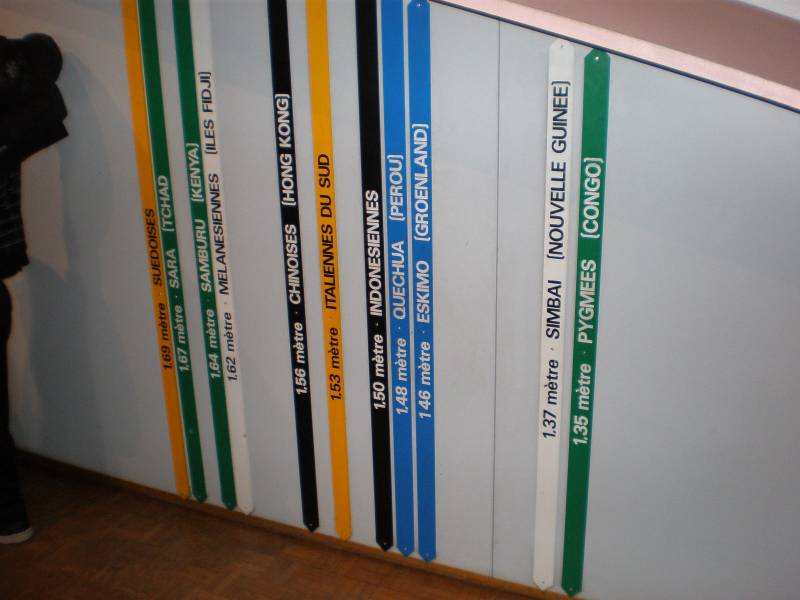 1,69 mètre · SUEDOISES
1,67 mètre · SARA (TCHAD
1,64 mètre · SAMBURU (KENYA)
1,62 mètre · MELANESIENNES (ILES FIDJI)
1,56 mètre · CHINOISES (HONG KONG)
1,53 mètre · ITALIENNES DU SUD
1,50 mètre · INDONESIENNES
1,48 mètre · QUECHUA (PEROU)
1 46 mètre · ESKIMO (GROENLAND)
1,37 mètre · SIMBAI (NOUVELLE GUINEE)
1,35 mètre · PYGMEES (CONGO)